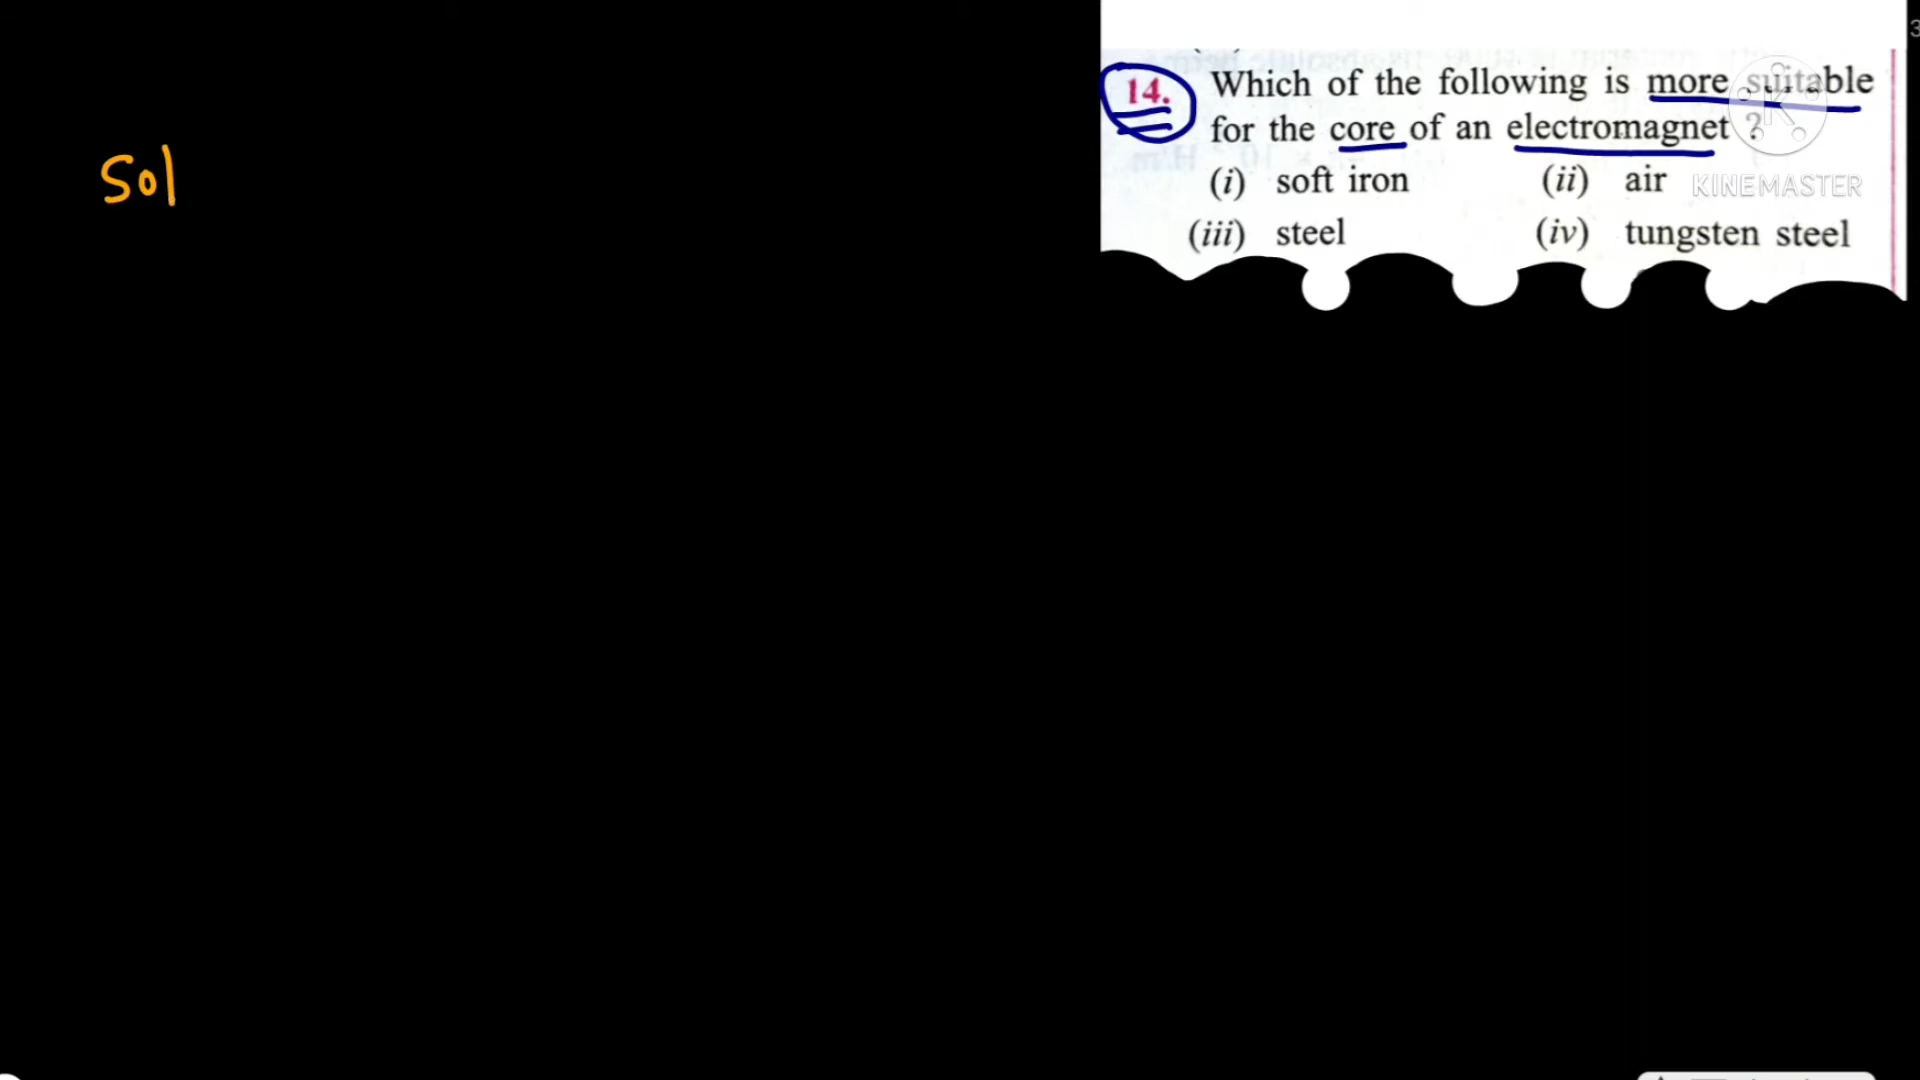 14. Which of the following is more suitable
for the core of an electromagnet ?
(i) soft iron (ii) air
(iii) steel (iv) tungsten steel
KINEMASTER
Sol